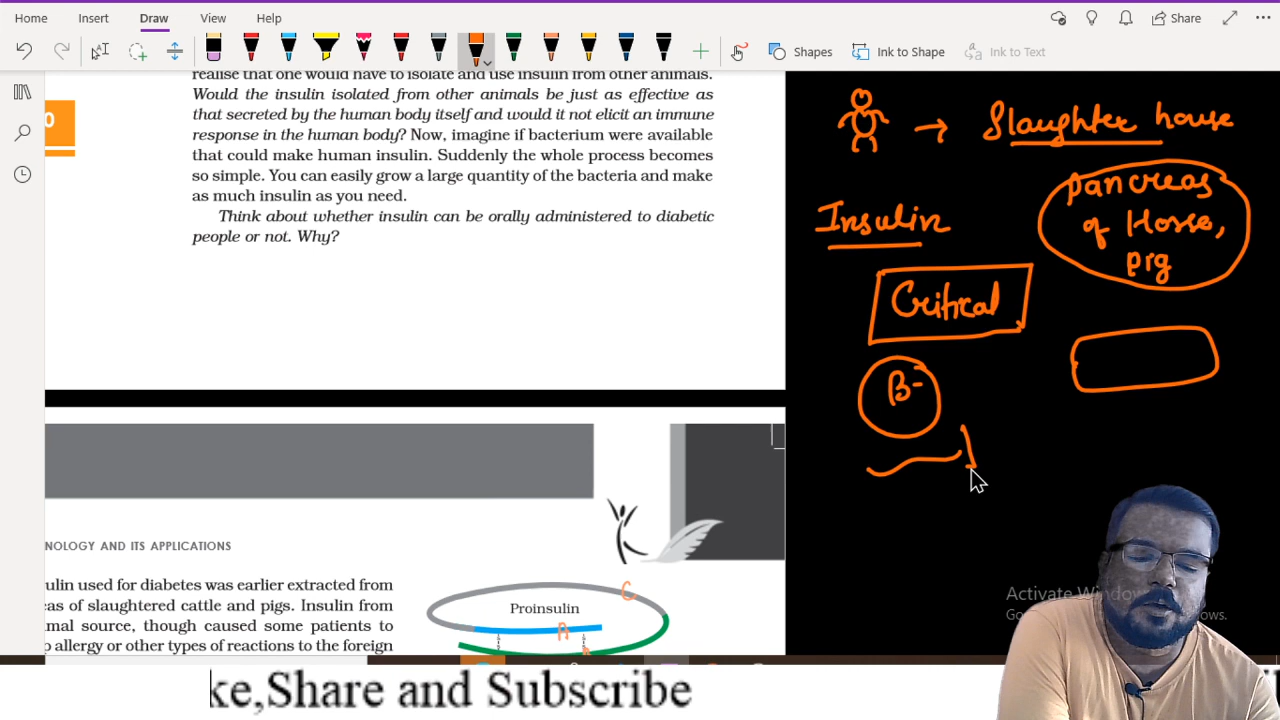 Home Insert Draw View Help
Share
Shapes Ink to Shape Ink to Text
realise that one would have to isolate and use insulin from other animals.
Would the insulin isolated from other animals be just as effective as
that secreted by the human body itself and would it not elicit an immune
response in the human body? Now, imagine if bacterium were available
that could make human insulin. Suddenly the whole process becomes
so simple. You can easily grow a large quantity of the bacteria and make
as much insulin as you need.
Think about whether insulin can be orally administered to diabetic
people or not. Why?
0
NOLOGY AND ITS APPLICATIONS
ulin used for diabetes was earlier extracted from
eas of slaughtered cattle and pigs. Insulin from
mal source, though caused some patients to
p allergy or other types of reactions to the foreign
Proinsulin
C
A
→ Slaughter house
Insulin
pancreas
of Horse,
pig
Critical
B-
Activate Windows
ke,Share and Subscribe